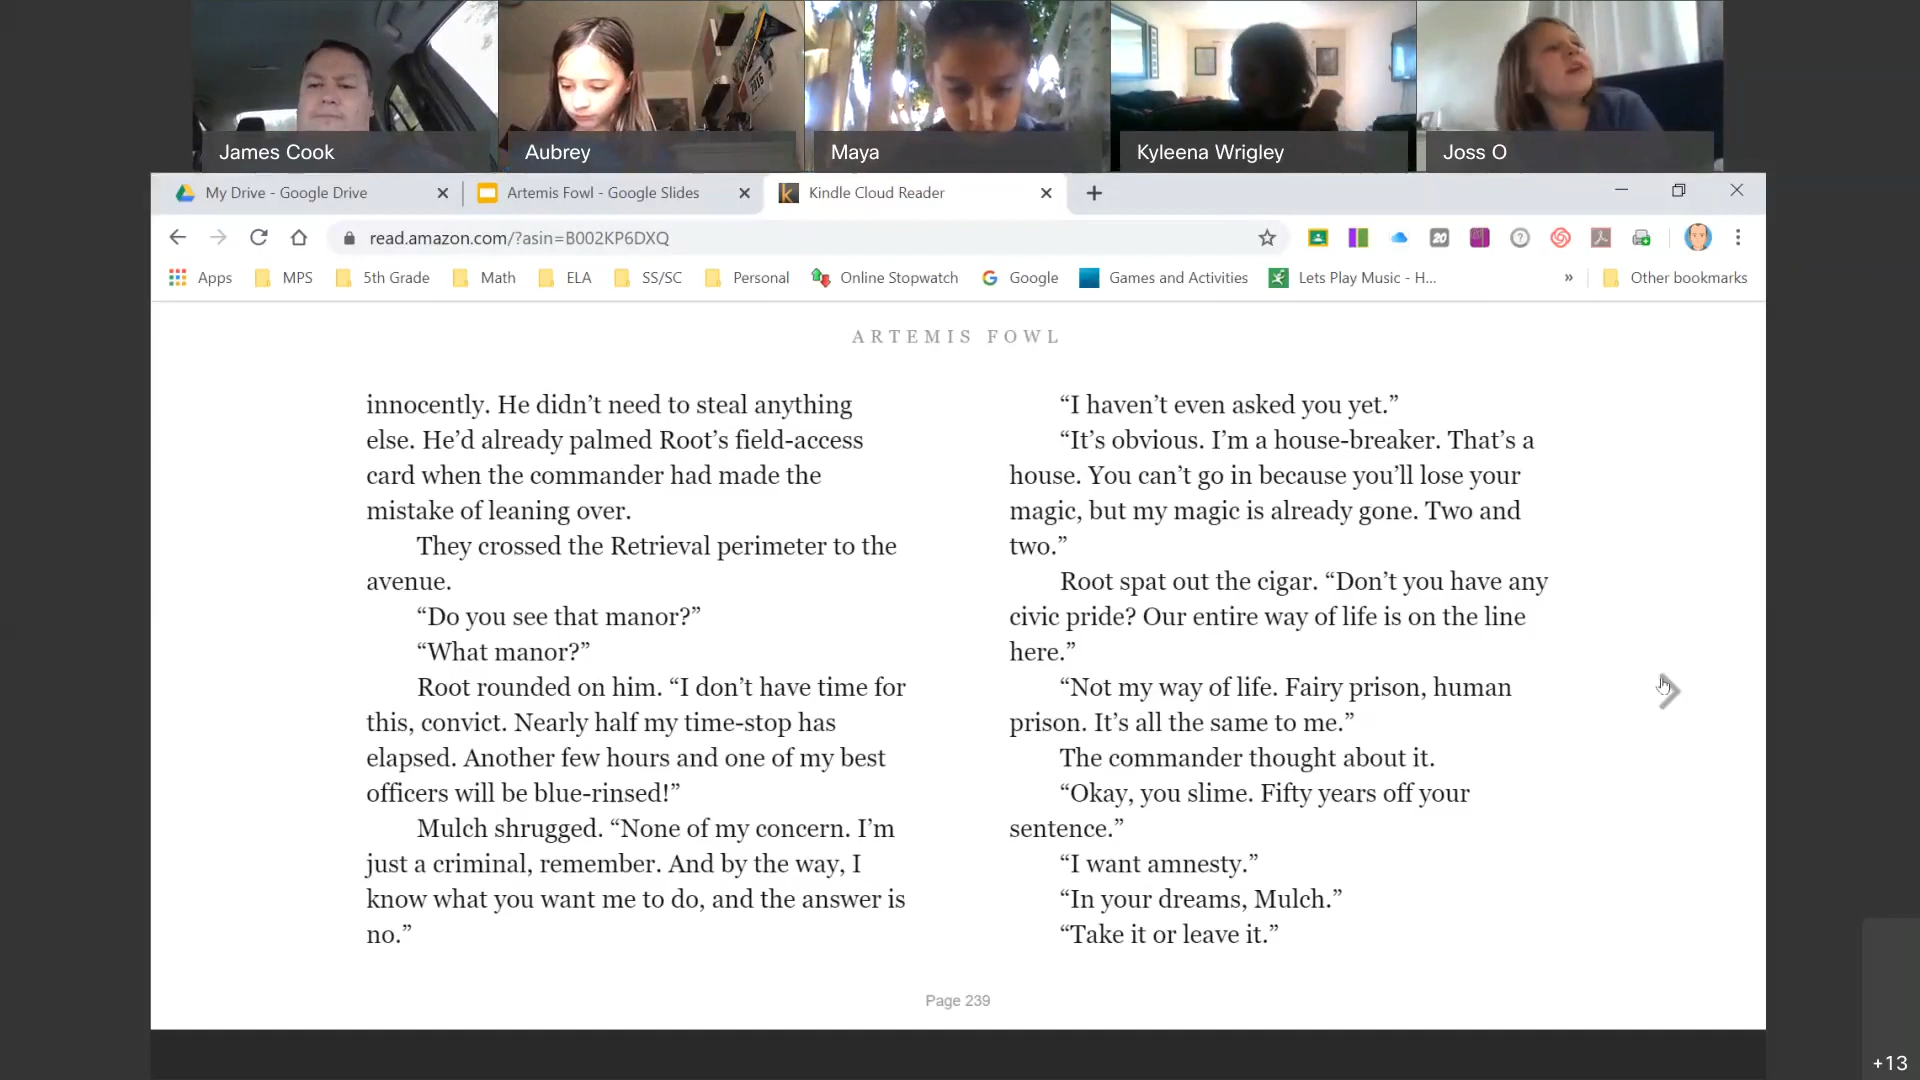 James Cook
Aubrey
Maya
Kyleena Wrigley
Joss O
My Drive - Google Drive
Artemis Fowl - Google Slides
Kindle Cloud Reader
read.amazon.com/?asin=B002KP6DXQ
20
Apps
MPS
5th Grade
Math
ELA
SS/SC
Personal
Online Stopwatch
Google
Games and Activities
Lets Play Music - H...
»
Other bookmarks
ARTEMIS FOWL
innocently. He didn’t need to steal anything
else. He’d already palmed Root’s field-access
card when the commander had made the
mistake of leaning over.
They crossed the Retrieval perimeter to the
avenue.
“Do you see that manor?”
“What manor?”
Root rounded on him. “I don’t have time for
this, convict. Nearly half my time-stop has
elapsed. Another few hours and one of my best
officers will be blue-rinsed!”
Mulch shrugged. “None of my concern. I’m
just a criminal, remember. And by the way, I
know what you want me to do, and the answer is
no.”
“I haven’t even asked you yet.”
“It’s obvious. I’m a house-breaker. That’s a
house. You can’t go in because you’ll lose your
magic, but my magic is already gone. Two and
two.”
Root spat out the cigar. “Don’t you have any
civic pride? Our entire way of life is on the line
here.”
“Not my way of life. Fairy prison, human
prison. It’s all the same to me.”
The commander thought about it.
“Okay, you slime. Fifty years off your
sentence.”
“I want amnesty.”
“In your dreams, Mulch.”
“Take it or leave it.”
Page 239
+13